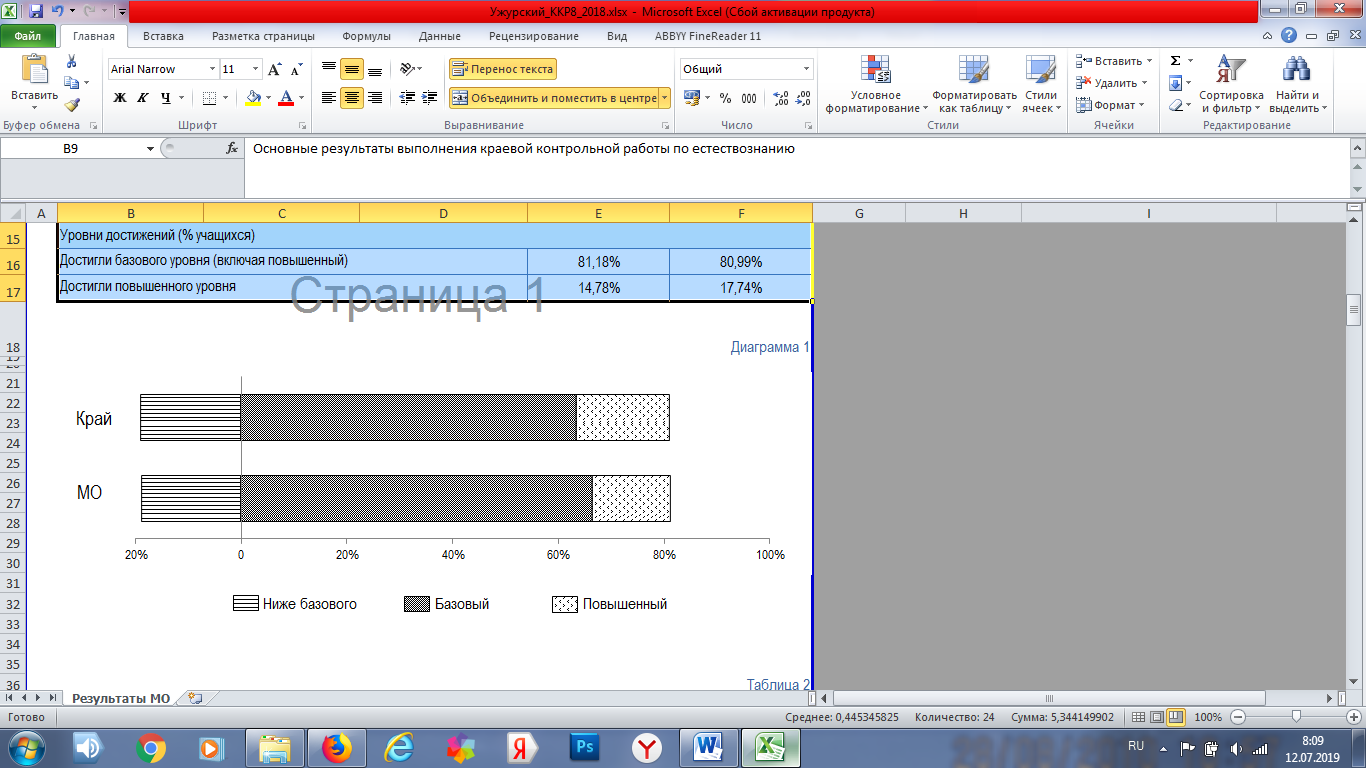 Ужурский_ККР8_2018.xlsx - Microsoft Excel (Сбой активации продукта)
Файл Главная Вставка Разметка страницы Формулы Данные Рецензирование Вид ABBYY FineReader 11
Вставить
Буфер обмена
Arial Narrow 11
Ж К Ч
Шрифт
Перенос текста
Объединить и поместить в центре
Выравнивание
Общий
% 000
Число
Условное форматирование
Форматировать как таблицу
Стили ячеек
Стили
Вставить
Удалить
Формат
Ячейки
Сортировка и фильтр
Найти и выделить
Редактирование
B9 fx Основные результаты выполнения краевой контрольной работы по естествознанию
A B C D E F G H I
15 Уровни достижений (% учащихся)
16 Достигли базового уровня (включая повышенный) 81,18% 80,99%
17 Достигли повышенного уровня 14,78% 17,74%
Страница 1
18 Диаграмма 1
19
20
21
22
23
24
25
26
27
28
29
30
31
32
33
34
35
36
Край
МО
20% 0 20% 40% 60% 80% 100%
Ниже базового Базовый Повышенный
Таблица 2
Результаты МО
Готово Среднее: 0,445345825 Количество: 24 Сумма: 5,344149902 100%
RU 8:09
12.07.2019